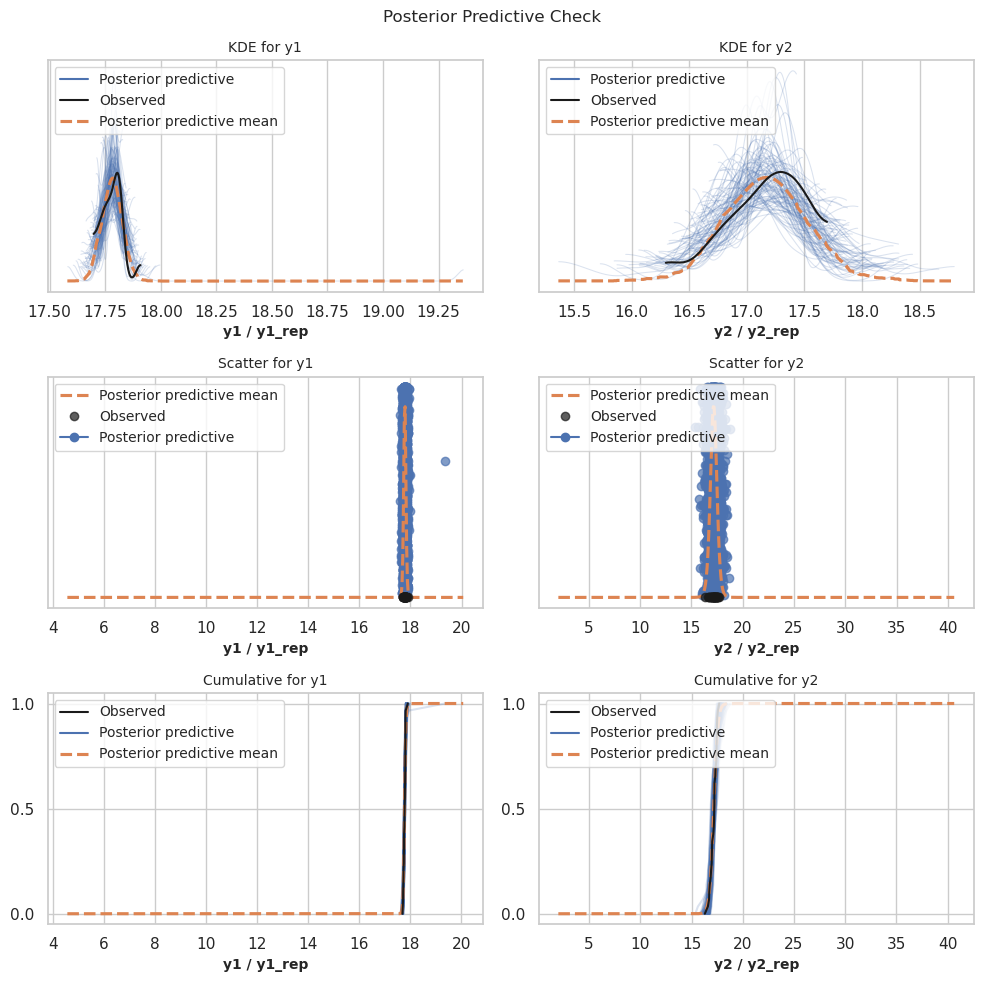 Posterior Predictive Check
KDE for y1
Posterior predictive
Observed
Posterior predictive mean
17.50 17.75 18.00 18.25 18.50 18.75 19.00 19.25
y1 / y1_rep
KDE for y2
Posterior predictive
Observed
Posterior predictive mean
15.5 16.0 16.5 17.0 17.5 18.0 18.5
y2 / y2_rep
Scatter for y1
Posterior predictive mean
Observed
Posterior predictive
4 6 8 10 12 14 16 18 20
y1 / y1_rep
Scatter for y2
Posterior predictive mean
Observed
Posterior predictive
5 10 15 20 25 30 35 40
y2 / y2_rep
Cumulative for y1
1.0
0.5
0.0
Observed
Posterior predictive
Posterior predictive mean
4 6 8 10 12 14 16 18 20
y1 / y1_rep
Cumulative for y2
1.0
0.5
0.0
Observed
Posterior predictive
Posterior predictive mean
5 10 15 20 25 30 35 40
y2 / y2_rep